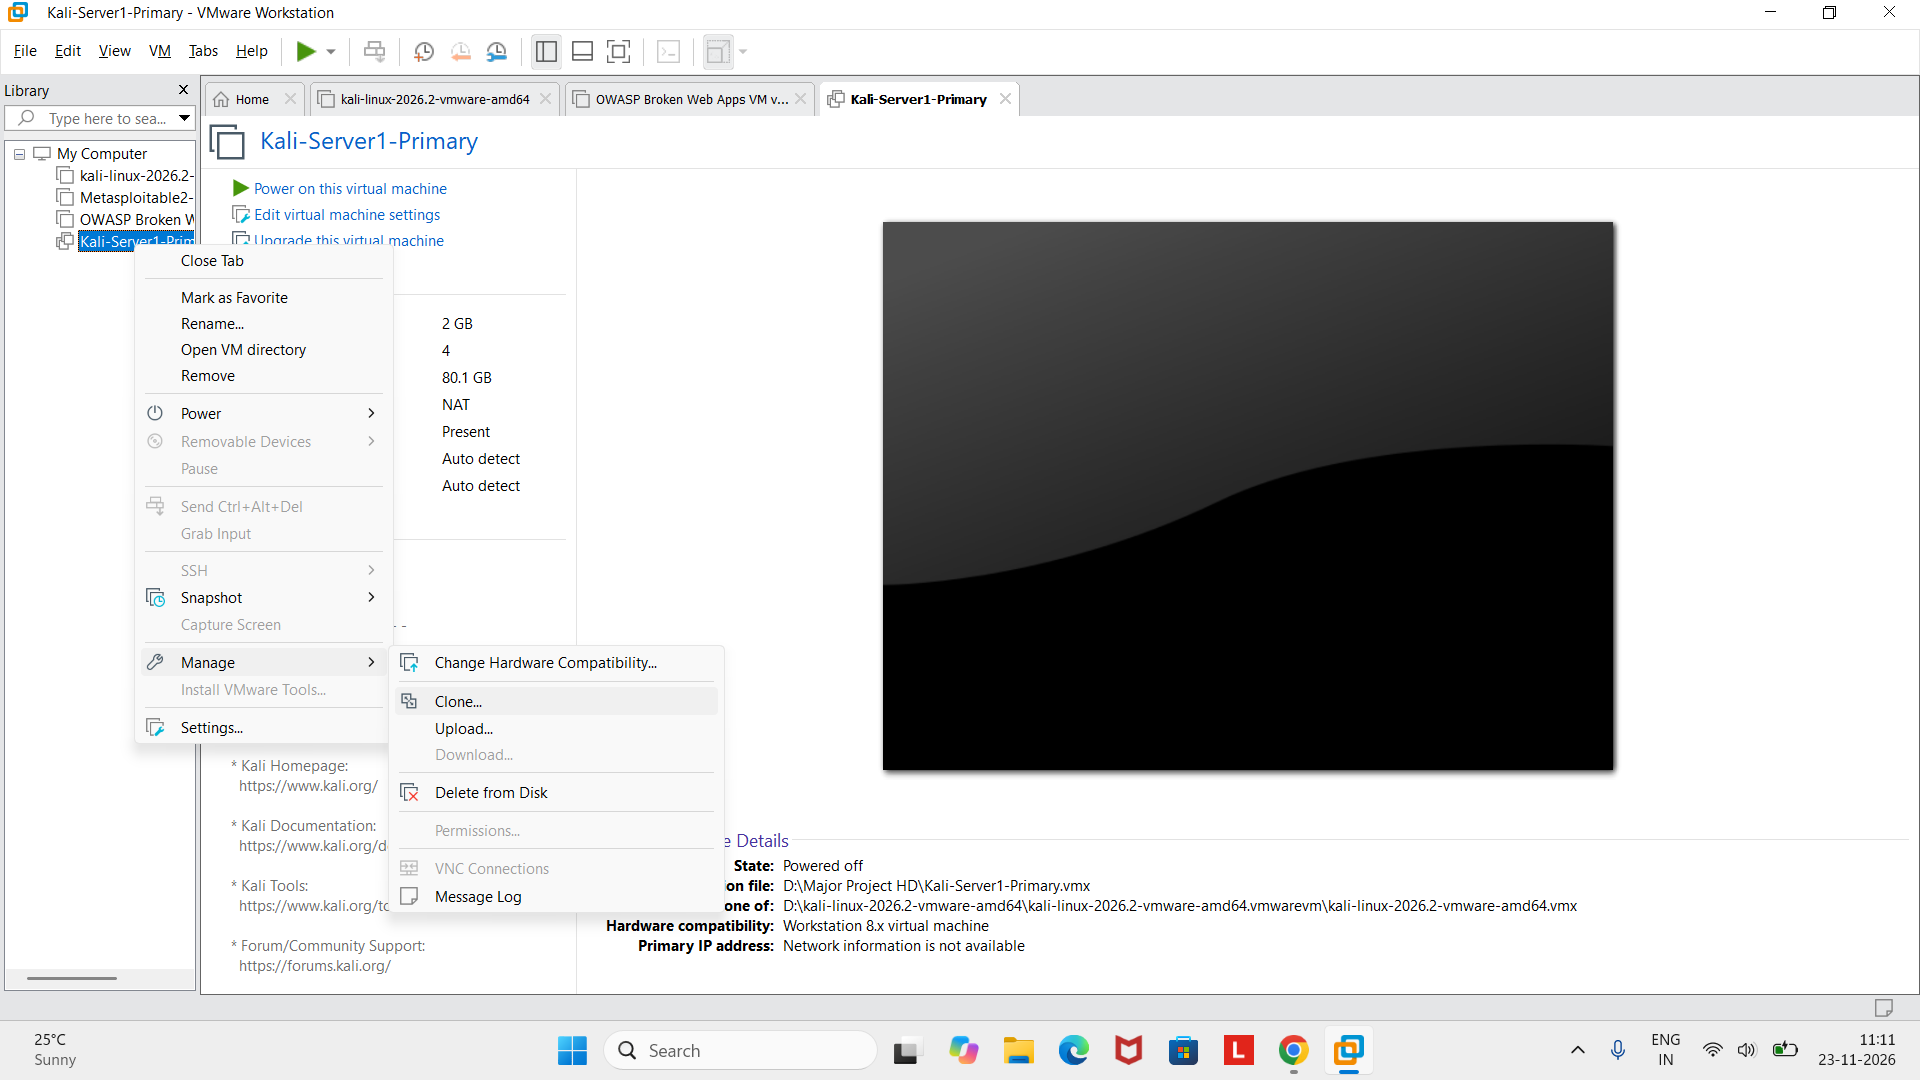 Kali-Server1-Primary - VMware Workstation
File Edit View VM Tabs Help
Library
Type here to sea...
My Computer
kali-linux-2026.2-
Metasploitable2-
OWASP Broken W
Kali-Server1-Prim
Home
kali-linux-2026.2-vmware-amd64
OWASP Broken Web Apps VM v...
Kali-Server1-Primary
Kali-Server1-Primary
Power on this virtual machine
Edit virtual machine settings
Upgrade this virtual machine
2 GB
4
80.1 GB
NAT
Present
Auto detect
Auto detect
- -
Close Tab
Mark as Favorite
Rename...
Open VM directory
Remove
Power
Removable Devices
Pause
Send Ctrl+Alt+Del
Grab Input
SSH
Snapshot
Capture Screen
Manage
Install VMware Tools...
Settings...
Change Hardware Compatibility...
Clone...
Upload...
Download...
Delete from Disk
Permissions...
VNC Connections
Message Log
* Kali Homepage:
https://www.kali.org/
* Kali Documentation:
https://www.kali.org/d
* Kali Tools:
https://www.kali.org/to
* Forum/Community Support:
https://forums.kali.org/
e Details
State: Powered off
on file: D:\Major Project HD\Kali-Server1-Primary.vmx
one of: D:\kali-linux-2026.2-vmware-amd64\kali-linux-2026.2-vmware-amd64.vmwarevm\kali-linux-2026.2-vmware-amd64.vmx
Hardware compatibility: Workstation 8.x virtual machine
Primary IP address: Network information is not available
25°C
Sunny
Search
L
ENG
IN
11:11
23-11-2026